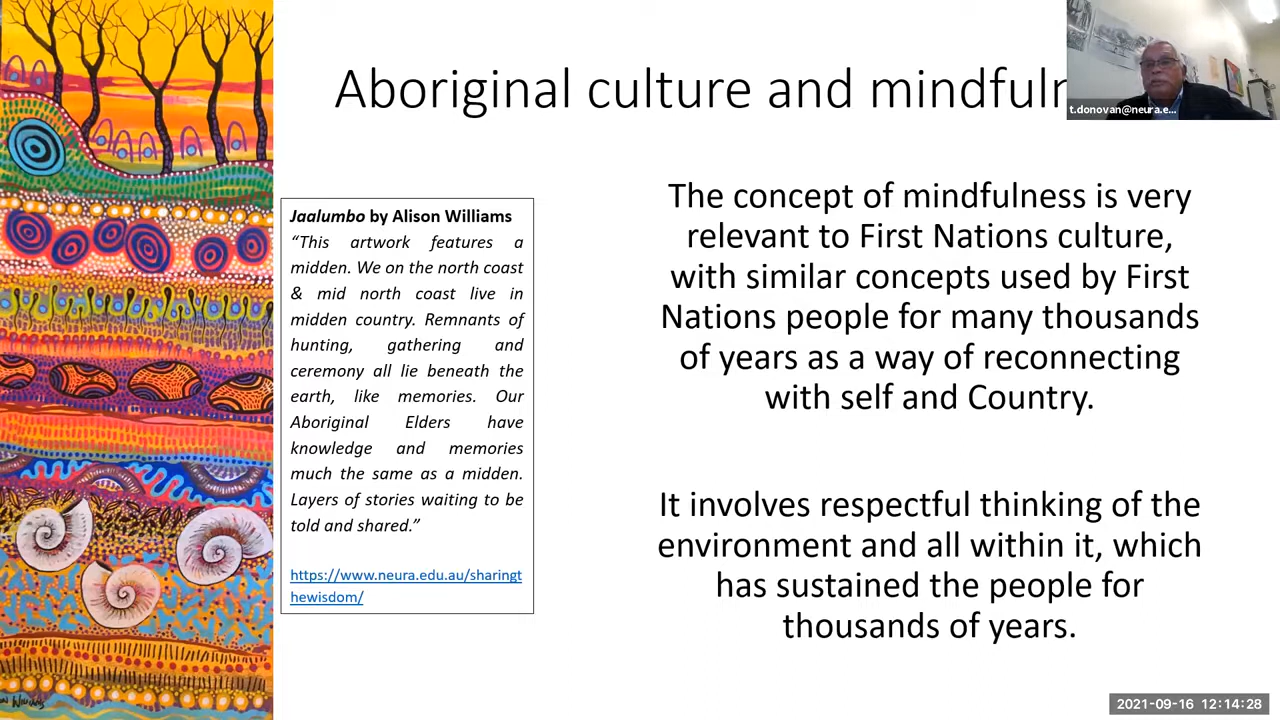 Aboriginal culture and mindfuln
t.donovan@neura.e...
Jaalumbo by Alison Williams
“This artwork features a
midden. We on the north coast
& mid north coast live in
midden country. Remnants of
hunting, gathering and
ceremony all lie beneath the
earth, like memories. Our
Aboriginal Elders have
knowledge and memories
much the same as a midden.
Layers of stories waiting to be
told and shared.”
https://www.neura.edu.au/sharingt
hewisdom/
The concept of mindfulness is very
relevant to First Nations culture,
with similar concepts used by First
Nations people for many thousands
of years as a way of reconnecting
with self and Country.
It involves respectful thinking of the
environment and all within it, which
has sustained the people for
thousands of years.
2021-09-16 12:14:28